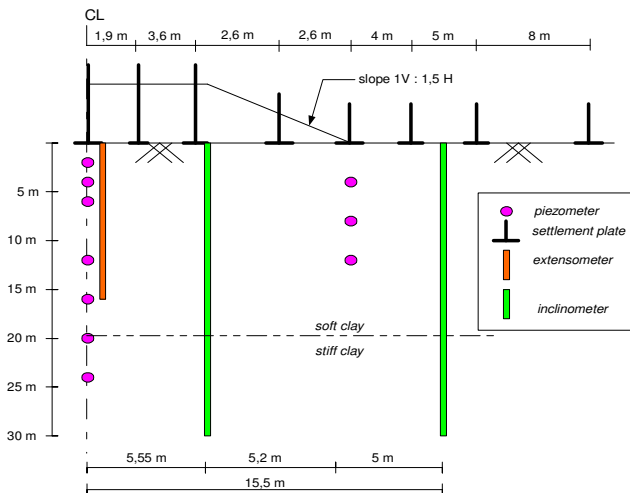 CL
1,9 m 3,6 m 2,6 m 2,6 m 4 m 5 m 8 m
slope 1V : 1,5 H
5 m
10 m
15 m
20 m
25 m
30 m
piezometer
settlement plate
extensometer
inclinometer
soft clay
stiff clay
5,55 m 5,2 m 5 m
15,5 m